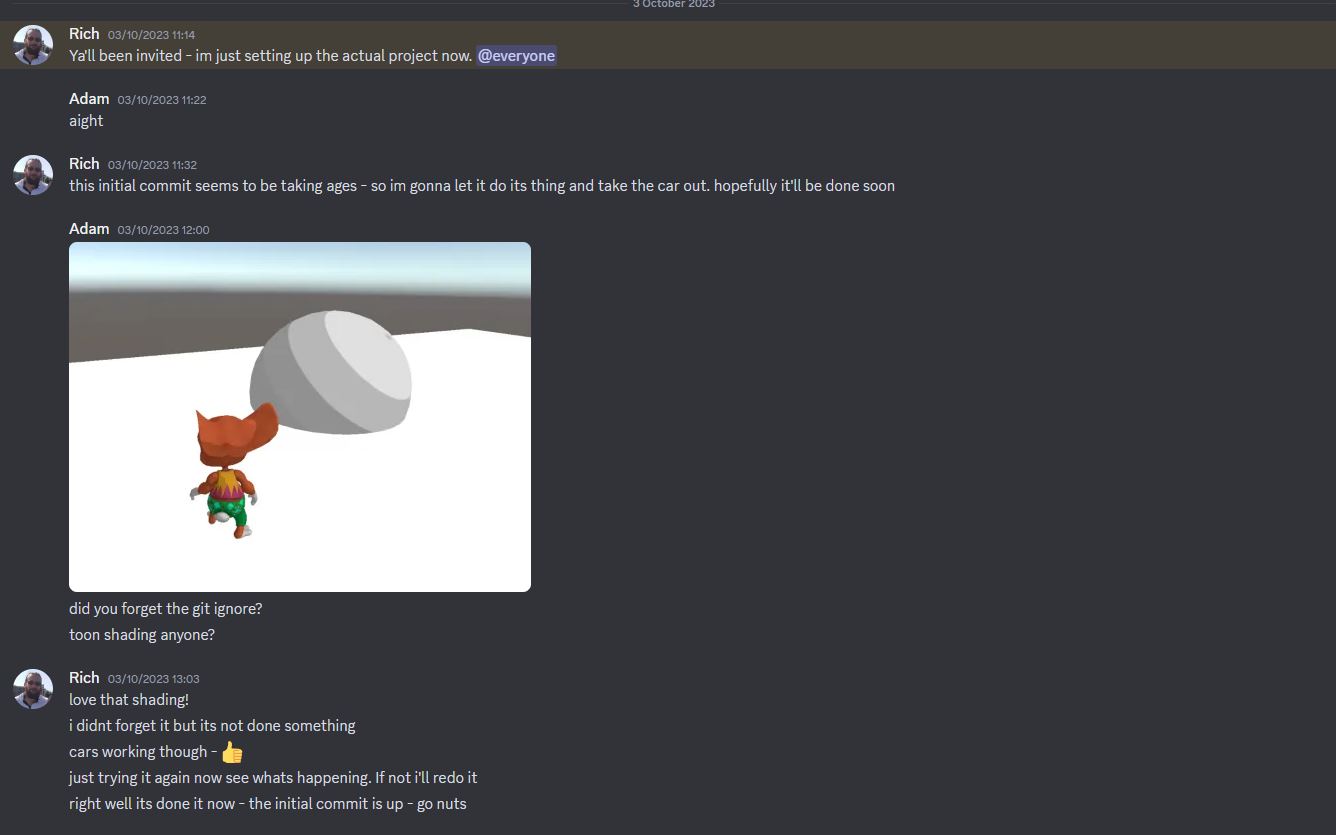 3 October 2023
Rich 03/10/2023 11:14
Ya'll been invited - im just setting up the actual project now. @everyone
Adam 03/10/2023 11:22
aight
Rich 03/10/2023 11:32
this initial commit seems to be taking ages - so im gonna let it do its thing and take the car out. hopefully it'll be done soon
Adam 03/10/2023 12:00
did you forget the git ignore?
toon shading anyone?
Rich 03/10/2023 13:03
love that shading!
i didnt forget it but its not done something
cars working though - 👍
just trying it again now see whats happening. If not i'll redo it
right well its done it now - the initial commit is up - go nuts